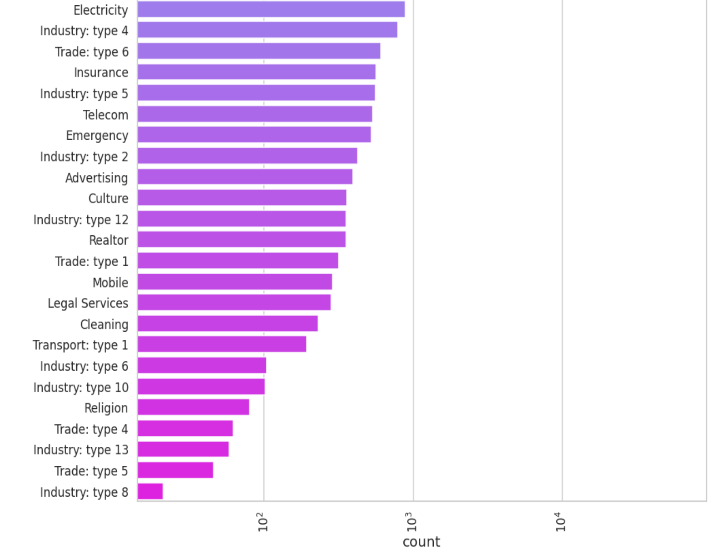 Electricity
Industry: type 4
Trade: type 6
Insurance
Industry: type 5
Telecom
Emergency
Industry: type 2
Advertising
Culture
Industry: type 12
Realtor
Trade: type 1
Mobile
Legal Services
Cleaning
Transport: type 1
Industry: type 6
Industry: type 10
Religion
Trade: type 4
Industry: type 13
Trade: type 5
Industry: type 8
10²
10³
10⁴
count